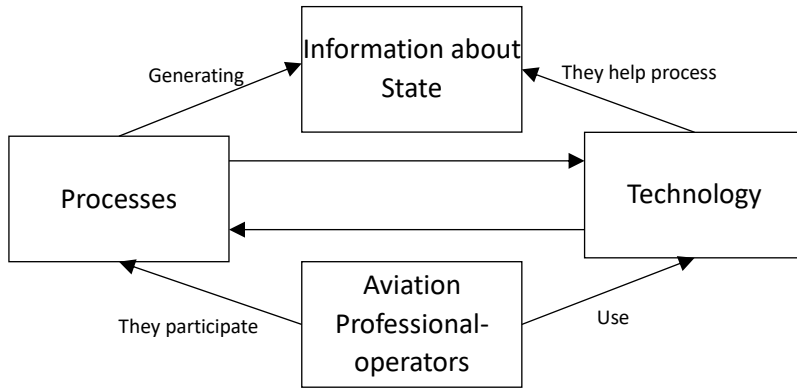 Information about
State
Generating
They help process
Processes
Technology
Aviation
Professional-
operators
They participate
Use